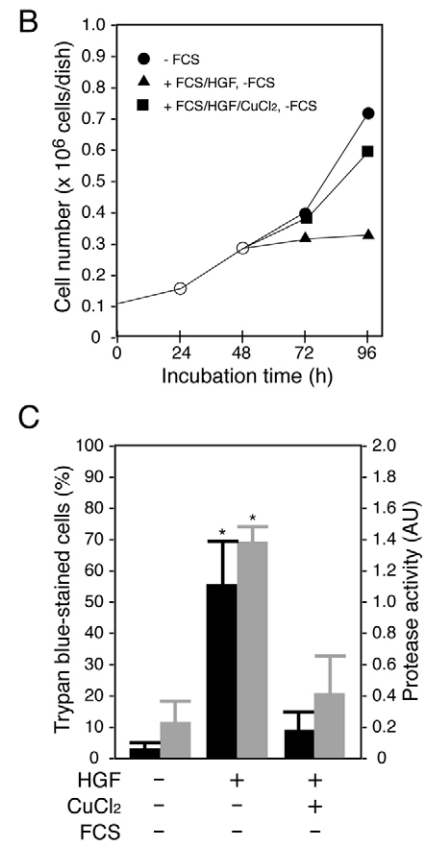 B
Cell number (x 10⁶ cells/dish)
1.0
0.9
0.8
0.7
0.6
0.5
0.4
0.3
0.2
0.1
0
- FCS
+ FCS/HGF, -FCS
+ FCS/HGF/CuCl₂, -FCS
0 24 48 72 96
Incubation time (h)
C
Trypan blue-stained cells (%)
100
90
80
70
60
50
40
30
20
10
0
* *
2.0
1.8
1.6
1.4
1.2
1.0
0.8
0.6
0.4
0.2
0
Protease activity (AU)
HGF − + +
CuCl₂ − − +
FCS − − −